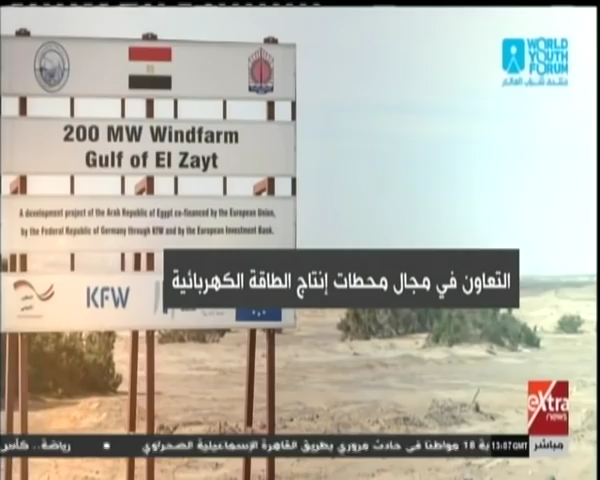 WORLD
YOUTH
FORUM
منتدى شباب العالم
200 MW Windfarm
Gulf of El Zayt
A development project of the Arab Republic of Egypt co-financed by the European Union,
by the Federal Republic of Germany through KFW and by the European Investment Bank.
التعاون في مجال محطات إنتاج الطاقة الكهربائية
KFW
eXtra
news
مباشر
13:07 GMT
بة 18 مواطنا فى حادث مروري بطريق القاهرة الإسماعيلية الصحراوي
رياضة.. كأس